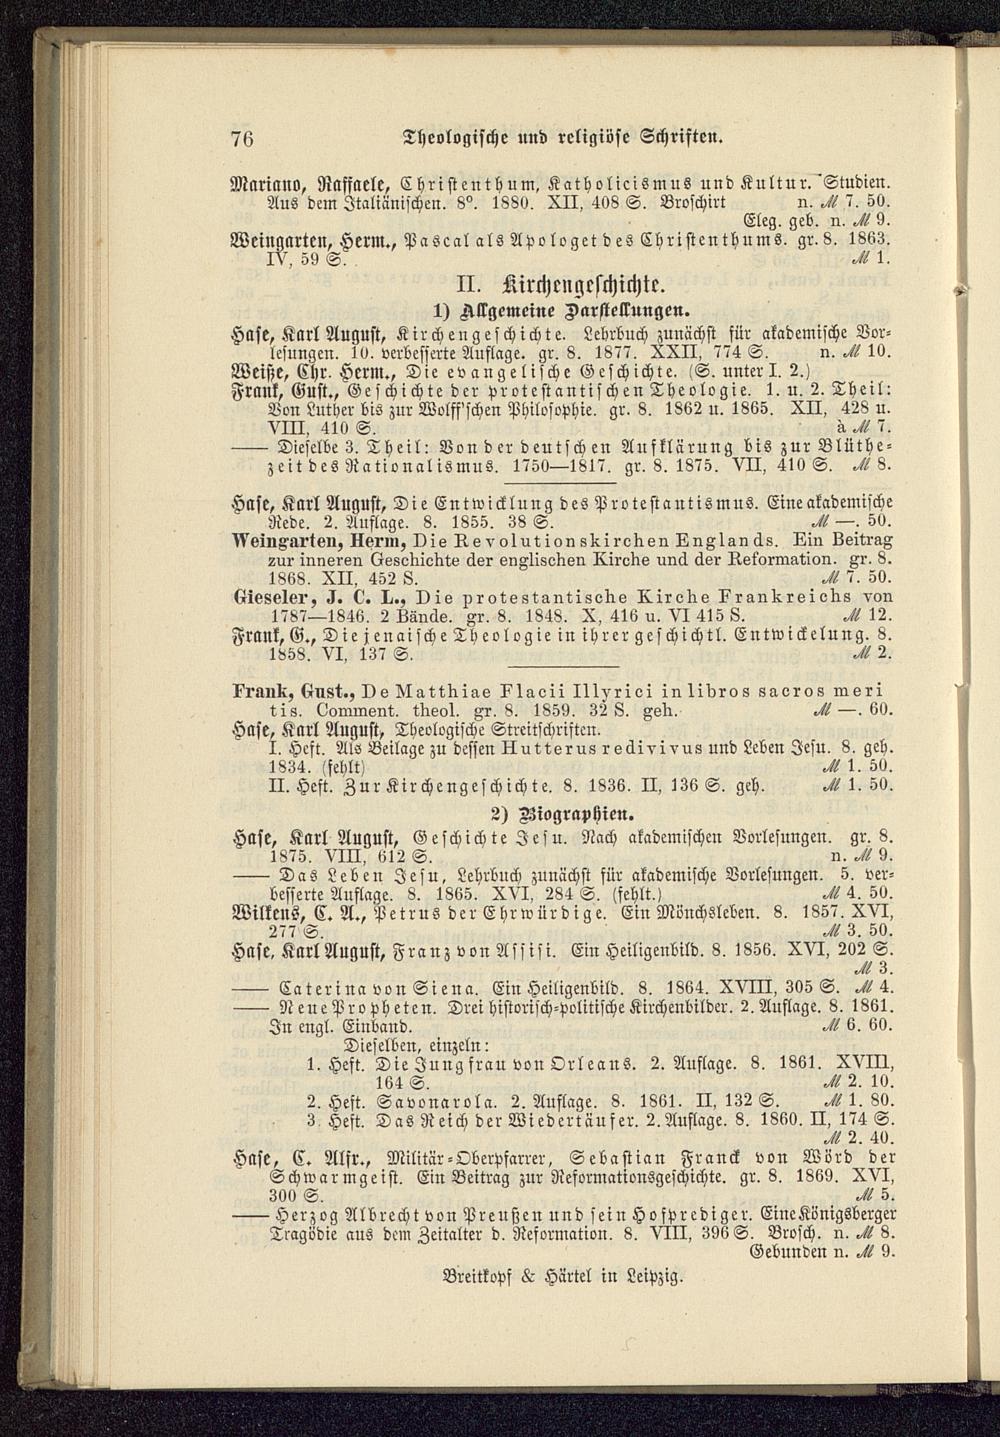 76 Theologische und religiöse Schriften.
Mariano, Raffaele, Christenthum, Katholicismus und Kultur. Studien.
Aus dem Italiänischen. 8°. 1880. XII, 408 S. Broschirt n. ℳ 7. 50.
Eleg. geb. n. ℳ 9.
Weingarten, Herm., Pascal als Apologet des Christenthums. gr. 8. 1863.
IV, 59 S. ℳ 1.
II. Kirchengeschichte.
1) Allgemeine Darstellungen.
Hase, Karl August, Kirchengeschichte. Lehrbuch zunächst für akademische Vor-
lesungen. 10. verbesserte Auflage. gr. 8. 1877. XXII, 774 S. n. ℳ 10.
Weiße, Chr. Herm., Die evangelische Geschichte. (S. unter I. 2.)
Frank, Gust., Geschichte der protestantischen Theologie. 1. u. 2. Theil:
Von Luther bis zur Wolff'schen Philosophie. gr. 8. 1862 u. 1865. XII, 428 u.
VIII, 410 S. à ℳ 7.
—— Dieselbe 3. Theil: Von der deutschen Aufklärung bis zur Blüthe-
zeit des Rationalismus. 1750—1817. gr. 8. 1875. VII, 410 S. ℳ 8.
Hase, Karl August, Die Entwicklung des Protestantismus. Eine akademische
Rede. 2. Auflage. 8. 1855. 38 S. ℳ —. 50.
Weingarten, Herm, Die Revolutionskirchen Englands. Ein Beitrag
zur inneren Geschichte der englischen Kirche und der Reformation. gr. 8.
1868. XII, 452 S. ℳ 7. 50.
Gieseler, J. C. L., Die protestantische Kirche Frankreichs von
1787—1846. 2 Bände. gr. 8. 1848. X, 416 u. VI 415 S. ℳ 12.
Frank, G., Die jenaische Theologie in ihrer geschichtl. Entwickelung. 8.
1858. VI, 137 S. ℳ 2.
Frank, Gust., De Matthiae Flacii Illyrici in libros sacros meri
tis. Comment. theol. gr. 8. 1859. 32 S. geh. ℳ —. 60.
Hase, Karl August, Theologische Streitschriften.
I. Heft. Als Beilage zu dessen Hutterus redivivus und Leben Jesu. 8. geh.
1834. (fehlt) ℳ 1. 50.
II. Heft. Zur Kirchengeschichte. 8. 1836. II, 136 S. geh. ℳ 1. 50.
2) Biographien.
Hase, Karl August, Geschichte Jesu. Nach akademischen Vorlesungen. gr. 8.
1875. VIII, 612 S. n. ℳ 9.
—— Das Leben Jesu, Lehrbuch zunächst für akademische Vorlesungen. 5. ver-
besserte Auflage. 8. 1865. XVI, 284 S. (fehlt.) ℳ 4. 50.
Wilkens, C. A., Petrus der Ehrwürdige. Ein Mönchsleben. 8. 1857. XVI,
277 S. ℳ 3. 50.
Hase, Karl August, Franz von Assisi. Ein Heiligenbild. 8. 1856. XVI, 202 S.
ℳ 3.
—— Caterina von Siena. Ein Heiligenbild. 8. 1864. XVIII, 305 S. ℳ 4.
—— Neue Propheten. Drei historisch-politische Kirchenbilder. 2. Auflage. 8. 1861.
In engl. Einband. ℳ 6. 60.
Dieselben, einzeln:
1. Heft. Die Jungfrau von Orleans. 2. Auflage. 8. 1861. XVIII,
164 S. ℳ 2. 10.
2. Heft. Savonarola. 2. Auflage. 8. 1861. II, 132 S. ℳ 1. 80.
3. Heft. Das Reich der Wiedertäufer. 2. Auflage. 8. 1860. II, 174 S.
ℳ 2. 40.
Hase, C. Alfr., Militär-Oberpfarrer, Sebastian Franck von Wörd der
Schwarmgeist. Ein Beitrag zur Reformationsgeschichte. gr. 8. 1869. XVI,
300 S. ℳ 5.
—— Herzog Albrecht von Preußen und sein Hofprediger. Eine Königsberger
Tragödie aus dem Zeitalter d. Reformation. 8. VIII, 396 S. Brosch. n. ℳ 8.
Gebunden n. ℳ 9.
Breitkopf & Härtel in Leipzig.